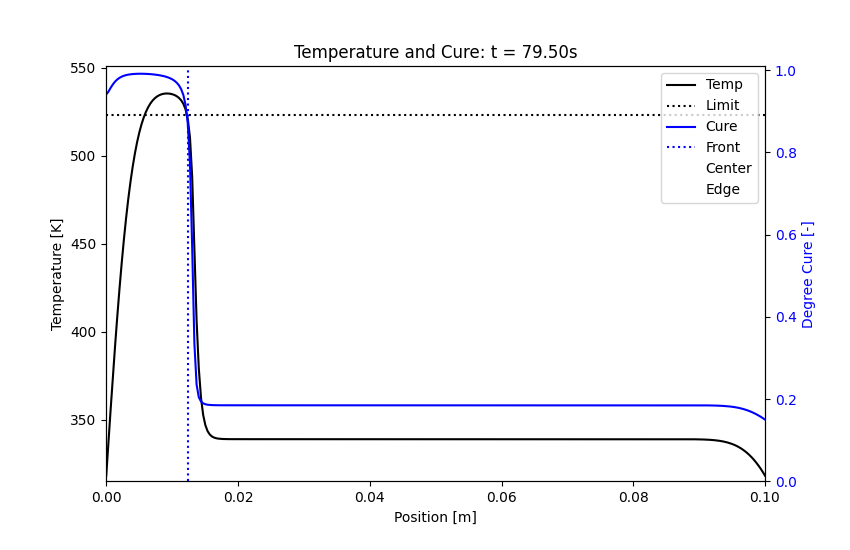 Temperature and Cure: t = 79.50s
550
500
450
400
350
Temperature [K]
1.0
0.8
0.6
0.4
0.2
0.0
Degree Cure [-]
Temp
Limit
Cure
Front
Center
Edge
0.00
0.02
0.04
0.06
0.08
0.10
Position [m]